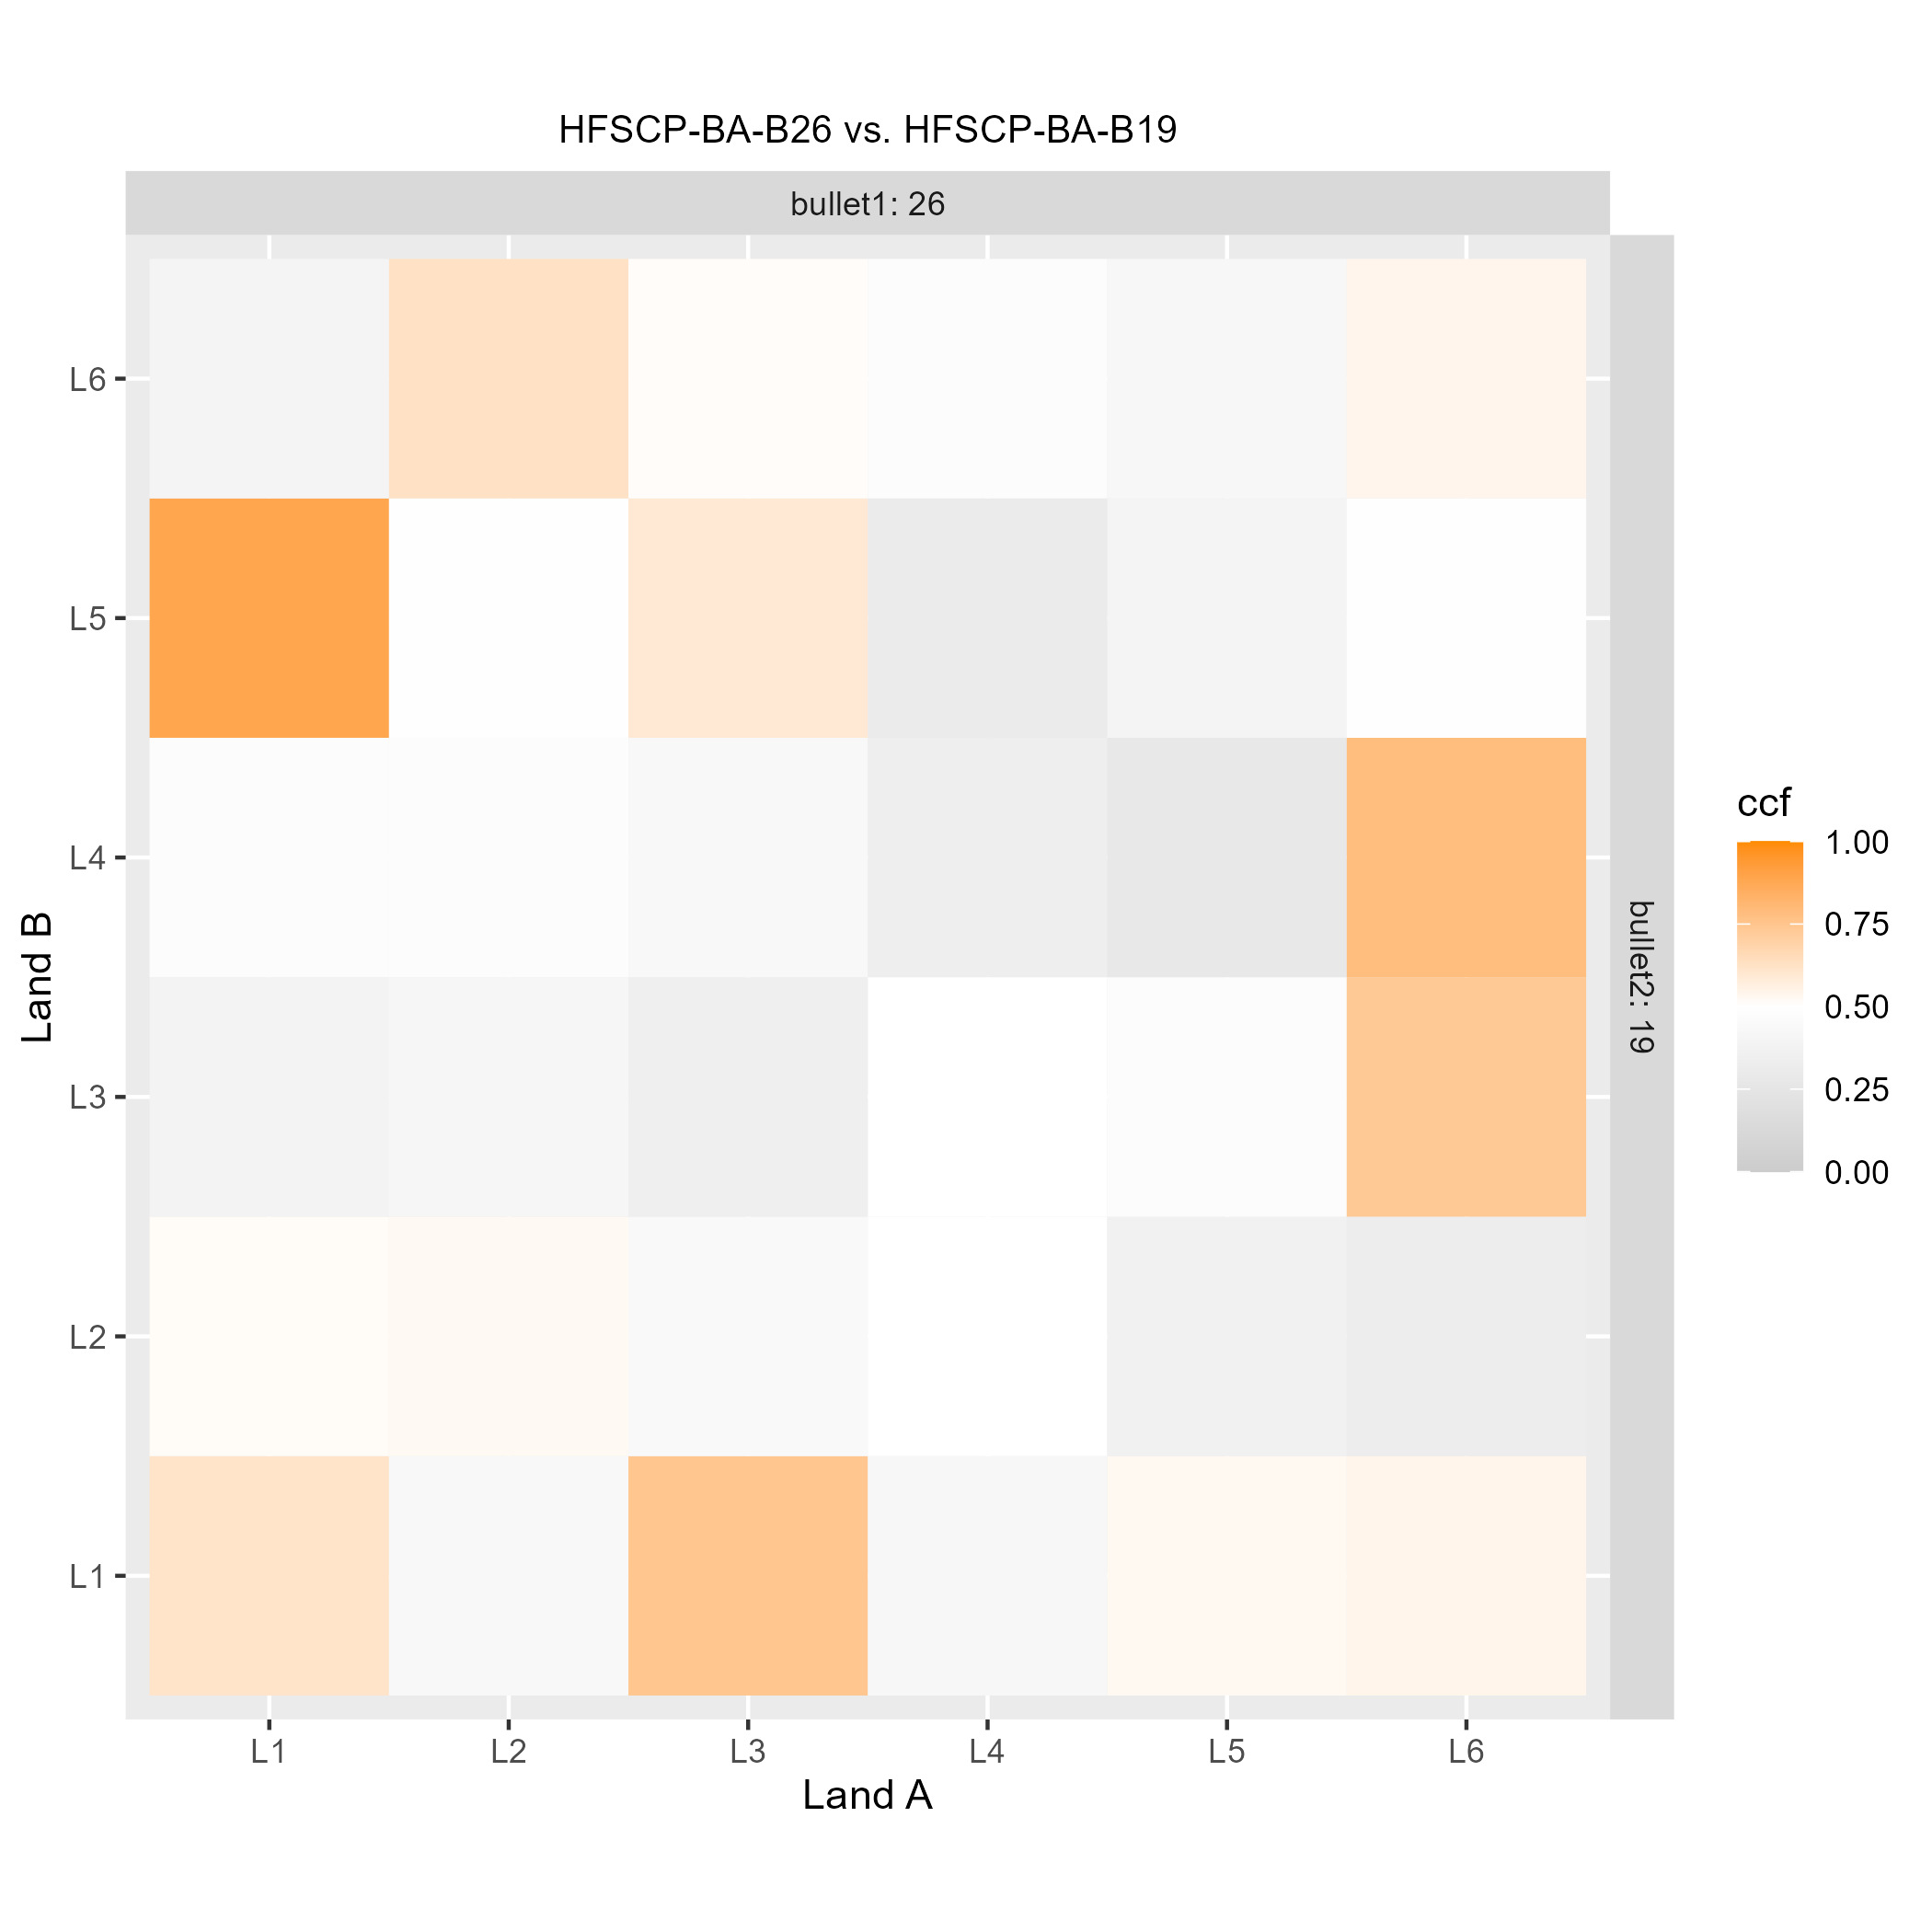 HFSCP-BA-B26 vs. HFSCP-BA-B19
bullet1: 26
L6
L5
L4
L3
L2
L1
Land B
bullet2: 19
L1 L2 L3 L4 L5 L6
Land A
ccf
1.00
0.75
0.50
0.25
0.00